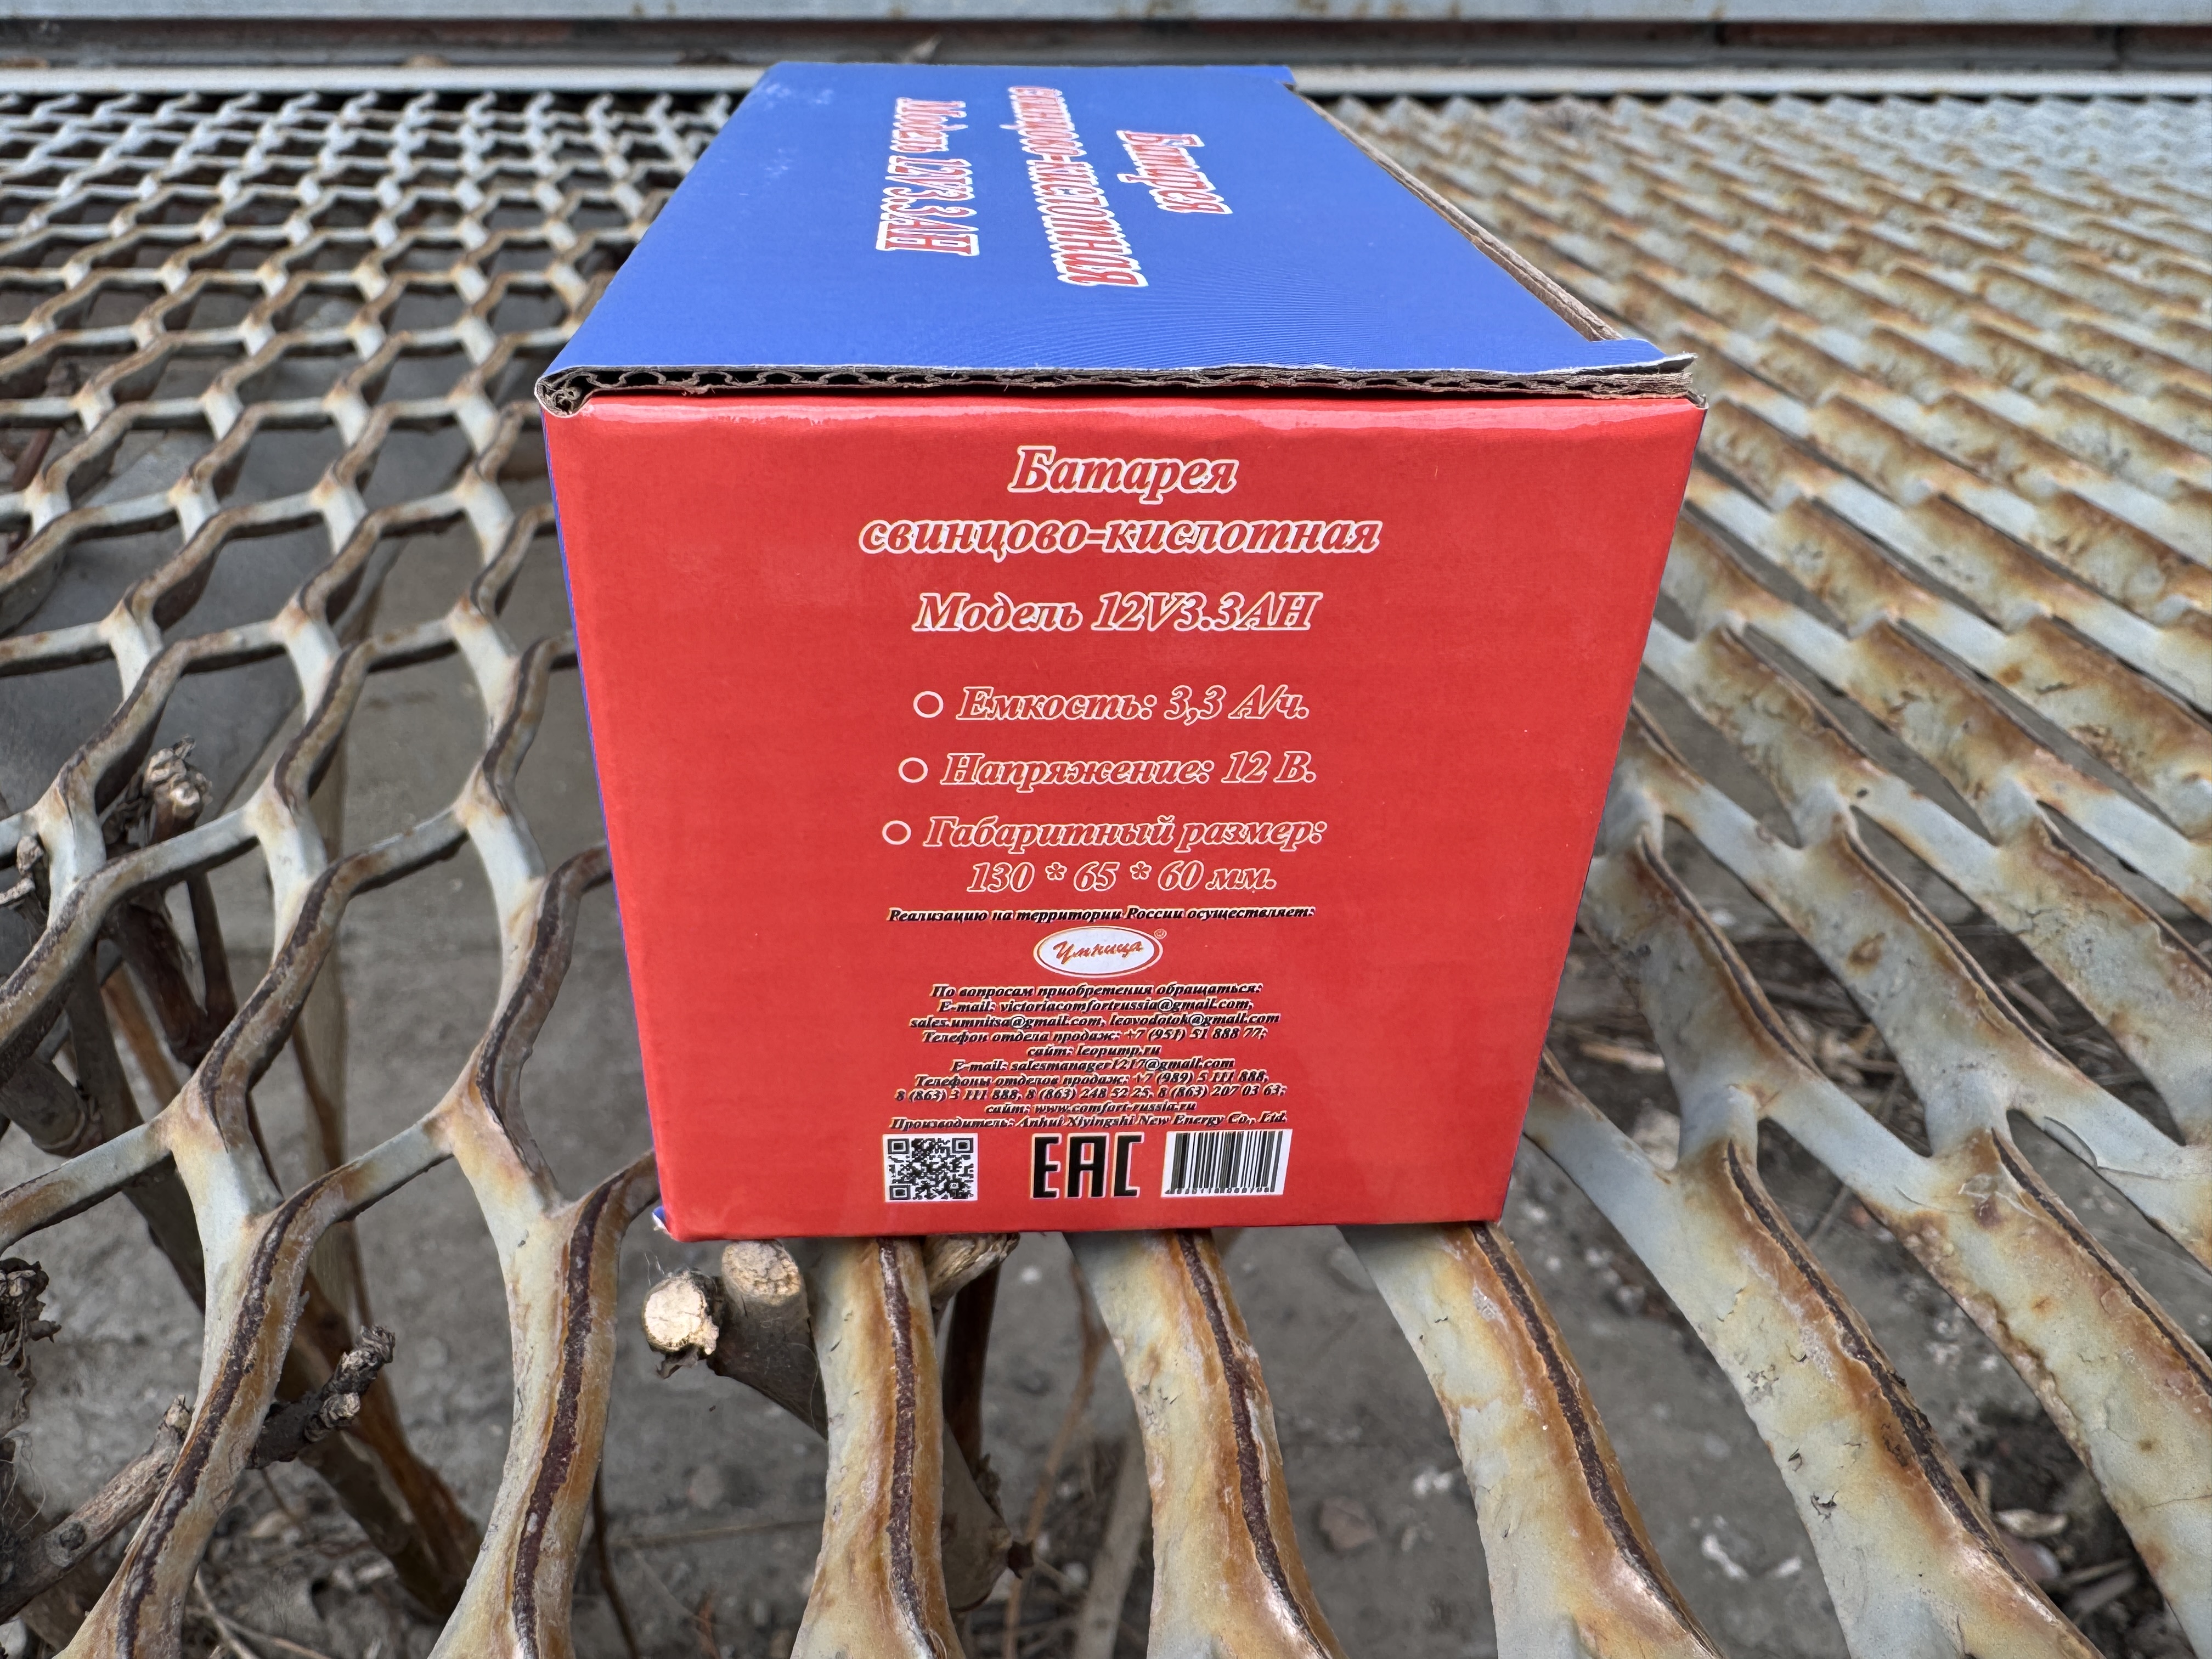 Батарея
свинцово-кислотная
Модель 12V3.3AH
Батарея
свинцово-кислотная
Модель 12V3.3AH
Емкость: 3,3 А/ч.
Напряжение: 12 В.
Габаритный размер:
130 * 65 * 60 мм.
Реализацию на территории России осуществляет:
Умница ®
По вопросам приобретения обращаться:
E-mail: victoriacomfortrussia@gmail.com,
sales.umnitsa@gmail.com, leovodotok@gmail.com
Телефон отдела продаж: +7 (951) 51 888 77;
сайт: leopump.ru
E-mail: salesmanager1217@gmail.com
Телефоны отделов продаж: +7 (989) 5 111 888,
8 (863) 3 111 888, 8 (863) 248 52 25, 8 (863) 207 03 63;
сайт: www.comfort-russia.ru
Производитель: Anhui Xiyingshi New Energy Co., Ltd.
EAC